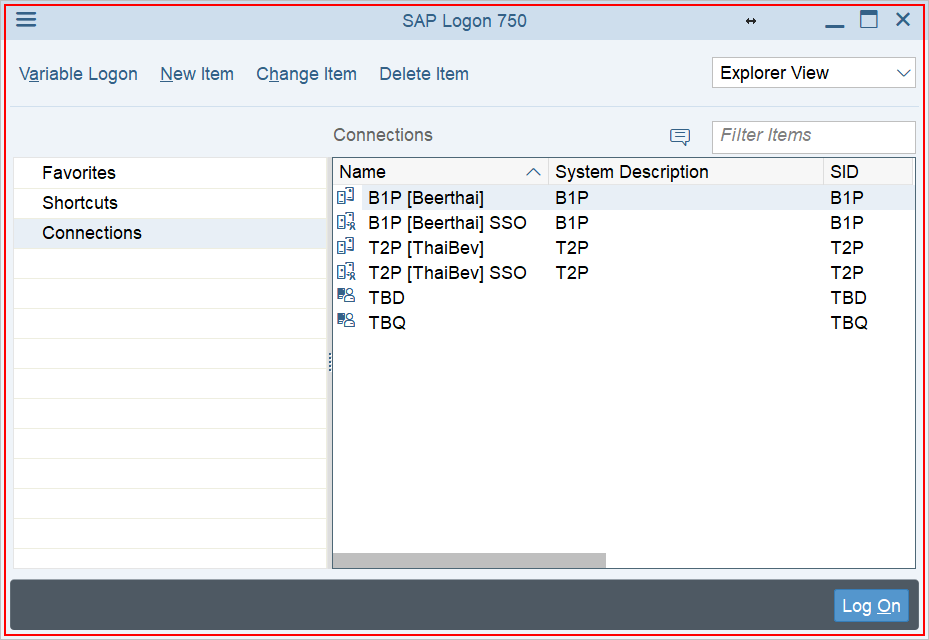 SAP Logon 750
Variable Logon New Item Change Item Delete Item Explorer View
Connections Filter Items
Favorites
Shortcuts
Connections
Name System Description SID
B1P [Beerthai] B1P B1P
B1P [Beerthai] SSO B1P B1P
T2P [ThaiBev] T2P T2P
T2P [ThaiBev] SSO T2P T2P
TBD TBD
TBQ TBQ
Log On